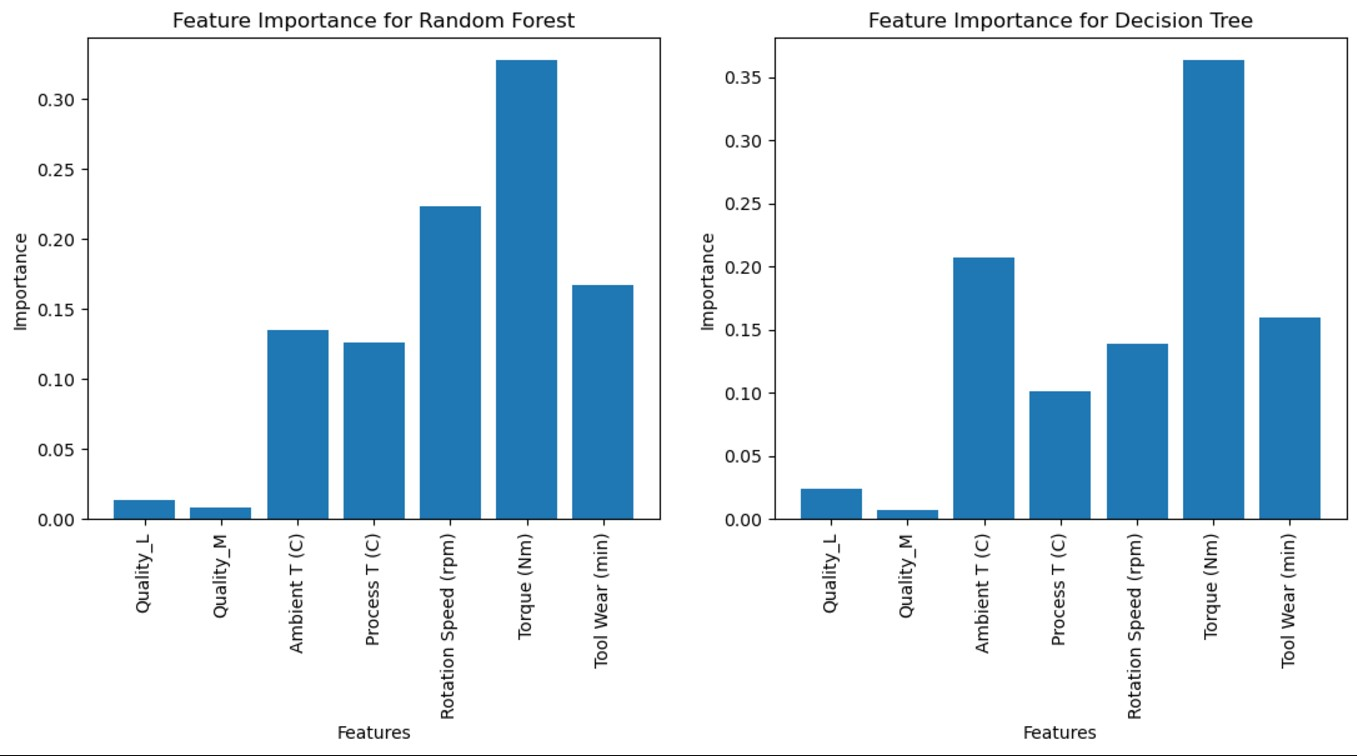 Feature Importance for Random Forest
Importance
0.30
0.25
0.20
0.15
0.10
0.05
0.00
Quality_L
Quality_M
Ambient T (C)
Process T (C)
Rotation Speed (rpm)
Torque (Nm)
Tool Wear (min)
Features
Feature Importance for Decision Tree
Importance
0.35
0.30
0.25
0.20
0.15
0.10
0.05
0.00
Quality_L
Quality_M
Ambient T (C)
Process T (C)
Rotation Speed (rpm)
Torque (Nm)
Tool Wear (min)
Features